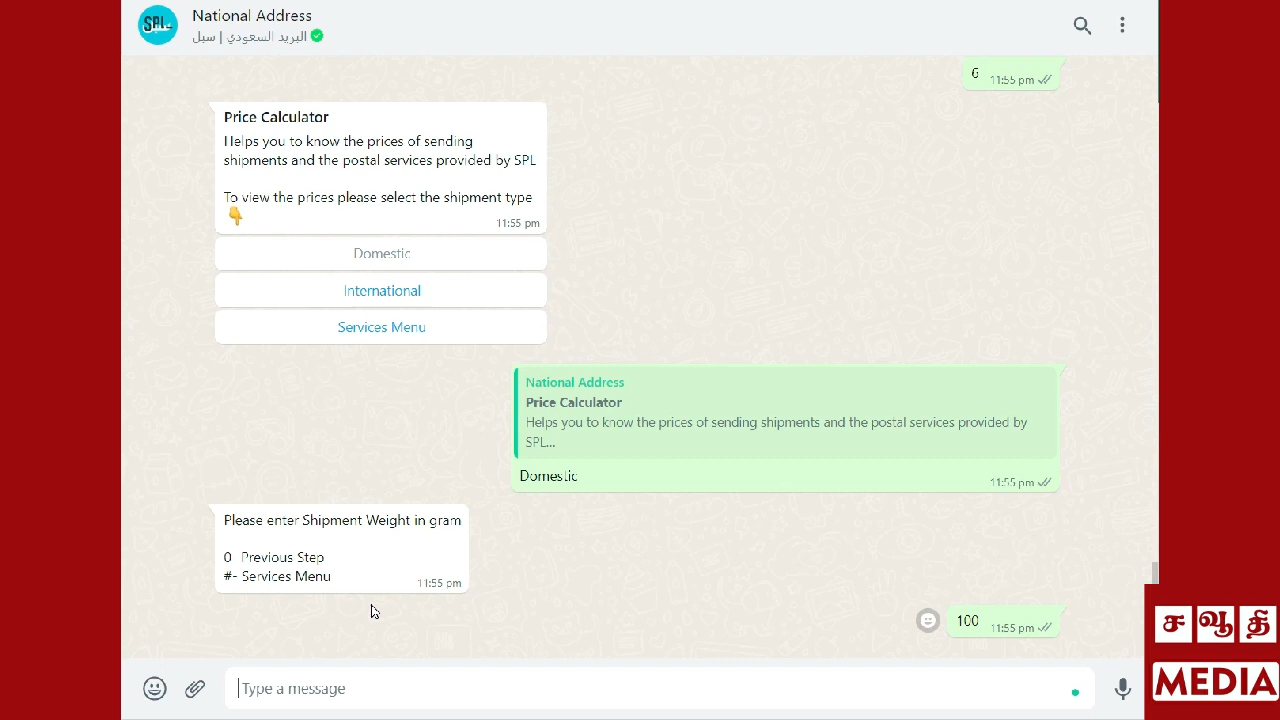 SPL
سبل
National Address
البريد السعودي | سبل
6 11:55 pm
Price Calculator
Helps you to know the prices of sending
shipments and the postal services provided by SPL
To view the prices please select the shipment type
👇
11:55 pm
Domestic
International
Services Menu
National Address
Price Calculator
Helps you to know the prices of sending shipments and the postal services provided by
SPL...
Domestic
11:55 pm
Please enter Shipment Weight in gram
0 Previous Step
#- Services Menu
11:55 pm
100 11:55 pm
Type a message
சவூதி
MEDIA